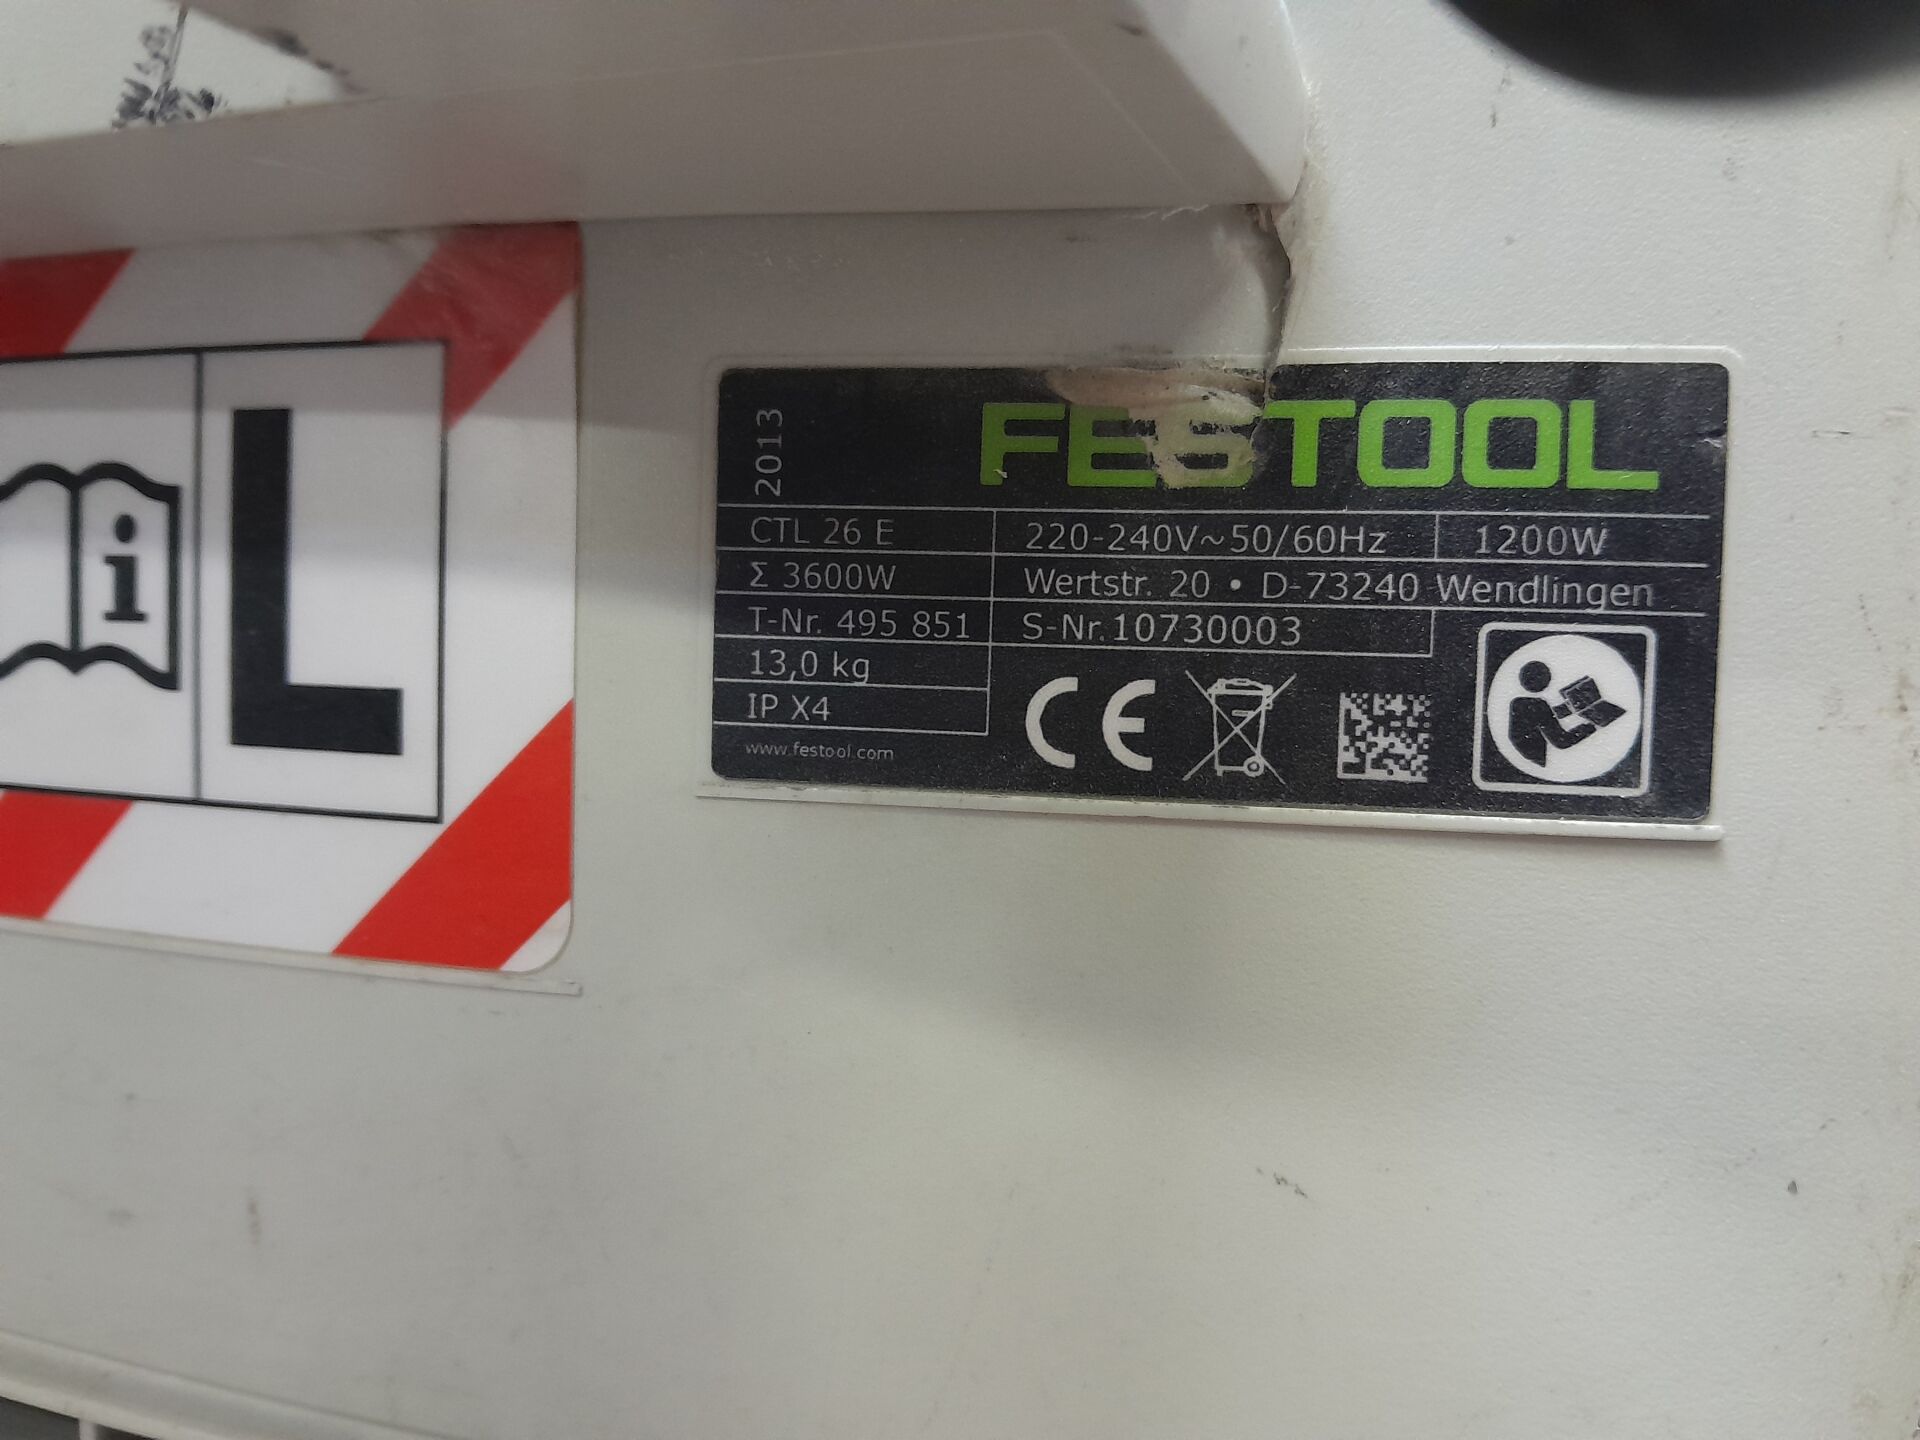 L
i
2013
FESTOOL
CTL 26 E
220-240V~50/60Hz
1200W
Σ 3600W
Wertstr. 20 • D-73240 Wendlingen
T-Nr. 495 851
S-Nr. 10730003
13,0 kg
IP X4
www.festool.com
CE